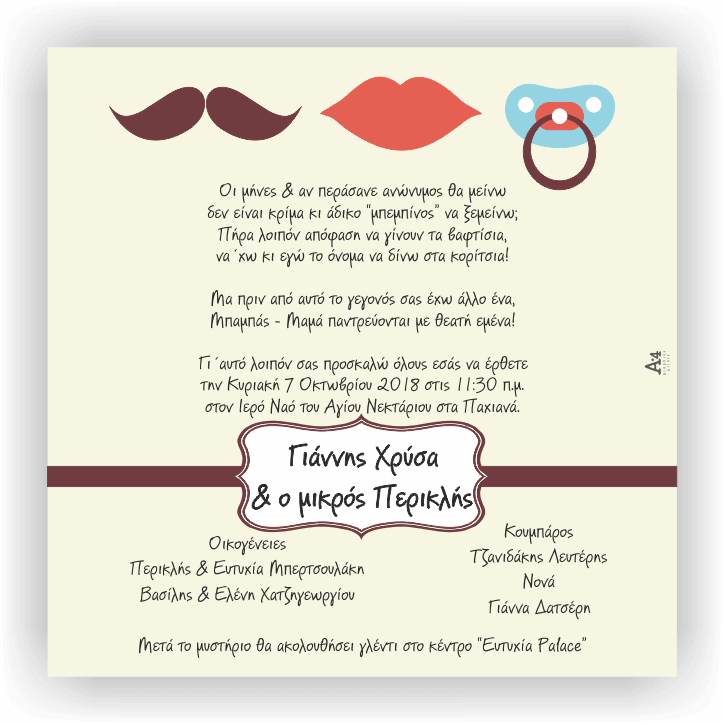 Οι μήνες & αν περάσανε ανώνυμος θα μείνω
δεν είναι κρίμα κι άδικο "μπεμπίνος" να ξεμείνω;
Πήρα λοιπόν απόφαση να γίνουν τα βαφτίσια,
να ΄χω κι εγώ το όνομα να δίνω στα κορίτσια!
Μα πριν από αυτό το γεγονός σας έχω άλλο ένα,
Μπαμπάς - Μαμά παντρεύονται με θεατή εμένα!
Γι ΄αυτό λοιπόν σας προσκαλώ όλους εσάς να έρθετε
την Κυριακή 7 Οκτωβρίου 2018 στις 11:30 π.μ.
στον Ιερό Ναό του Αγίου Νεκτάριου στα Παχιανά.
A:4
Γιάννης Χρύσα
& ο μικρός Περικλής
Οικογένειες
Περικλής & Ευτυχία Μπερτσουλάκη
Βασίλης & Ελένη Χατζηγεωργίου
Κουμπάρος
Τζανιδάκης Λευτέρης
Νονά
Γιάννα Δατσέρη
Μετά το μυστήριο θα ακολουθήσει γλέντι στο κέντρο "Ευτυχία Palace"